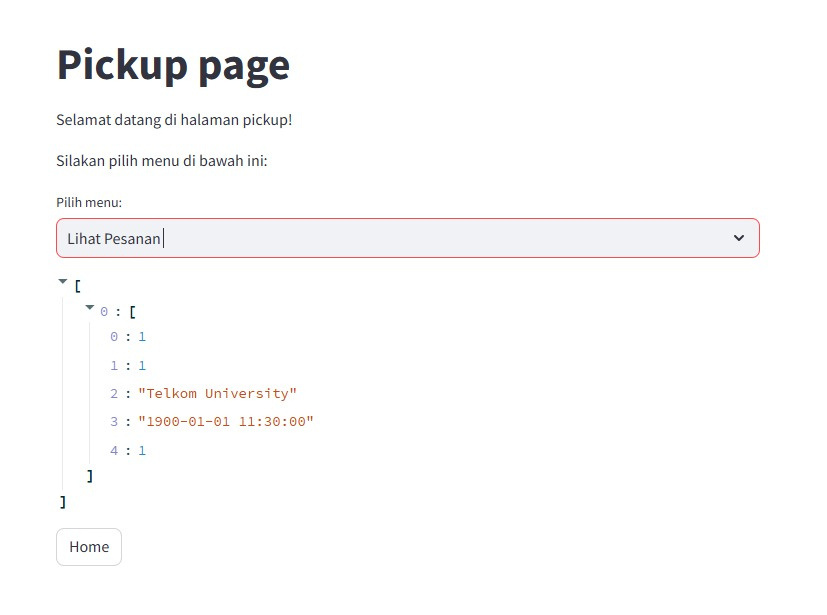 Pickup page
Selamat datang di halaman pickup!
Silakan pilih menu di bawah ini:
Pilih menu:
Lihat Pesanan
[
0 : [
0 : 1
1 : 1
2 : "Telkom University"
3 : "1900-01-01 11:30:00"
4 : 1
]
]
Home